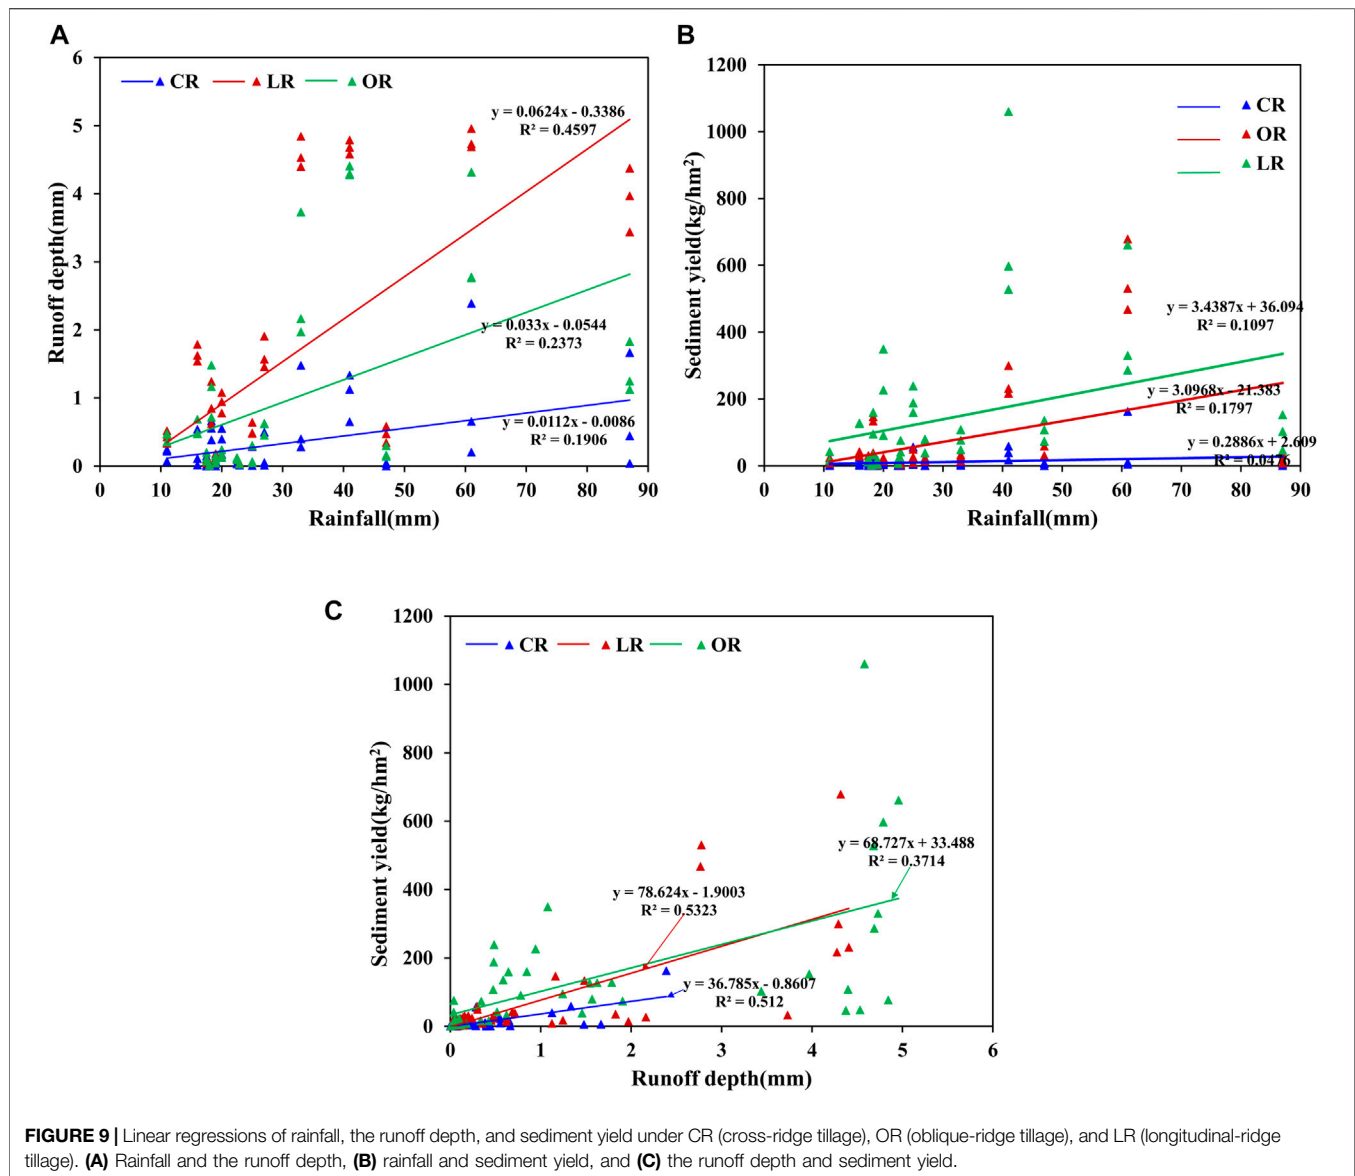 A
6
5
4
3
2
1
0
0 10 20 30 40 50 60 70 80 90
Runoff depth(mm)
Rainfall(mm)
CR LR OR
y = 0.0624x - 0.3386
R² = 0.4597
y = 0.033x - 0.0544
R² = 0.2373
y = 0.0112x - 0.0086
R² = 0.1906
B
1200
1000
800
600
400
200
0
0 10 20 30 40 50 60 70 80 90
Sediment yield(kg/hm²)
Rainfall(mm)
CR
OR
LR
y = 3.4387x + 36.094
R² = 0.1097
y = 3.0968x - 21.383
R² = 0.1797
y = 0.2886x + 2.609
R² = 0.0476
C
1200
1000
800
600
400
200
0
0 1 2 3 4 5 6
Sediment yield(kg/hm²)
Runoff depth(mm)
CR LR OR
y = 68.727x + 33.488
R² = 0.3714
y = 78.624x - 1.9003
R² = 0.5323
y = 36.785x - 0.8607
R² = 0.512
FIGURE 9 | Linear regressions of rainfall, the runoff depth, and sediment yield under CR (cross-ridge tillage), OR (oblique-ridge tillage), and LR (longitudinal-ridge
tillage). (A) Rainfall and the runoff depth, (B) rainfall and sediment yield, and (C) the runoff depth and sediment yield.